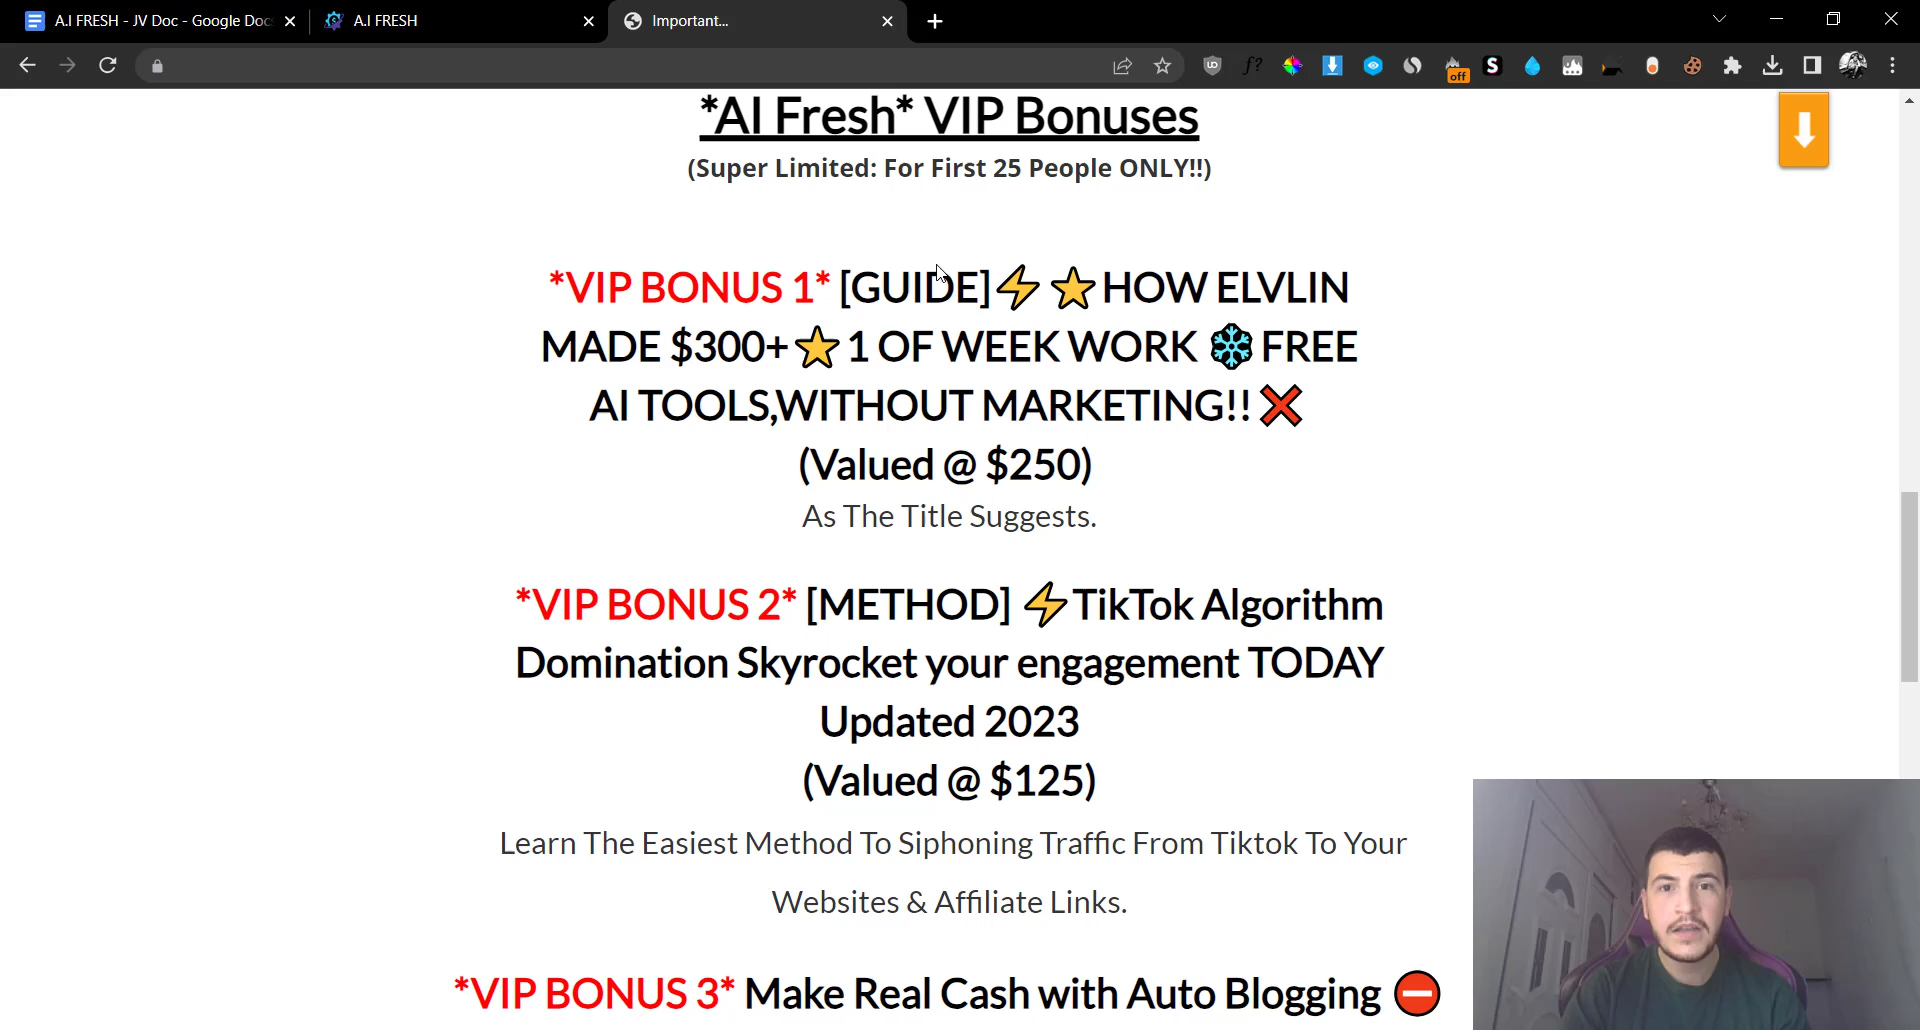 A.I FRESH - JV Doc - Google Doc
A.I FRESH
Important...
off
*AI Fresh* VIP Bonuses
(Super Limited: For First 25 People ONLY!!)
*VIP BONUS 1* [GUIDE]⚡⭐HOW ELVLIN
MADE $300+⭐1 OF WEEK WORK ❄️FREE
AI TOOLS,WITHOUT MARKETING!!❌
(Valued @ $250)
As The Title Suggests.
*VIP BONUS 2* [METHOD] ⚡TikTok Algorithm
Domination Skyrocket your engagement TODAY
Updated 2023
(Valued @ $125)
Learn The Easiest Method To Siphoning Traffic From Tiktok To Your
Websites & Affiliate Links.
*VIP BONUS 3* Make Real Cash with Auto Blogging ⛔